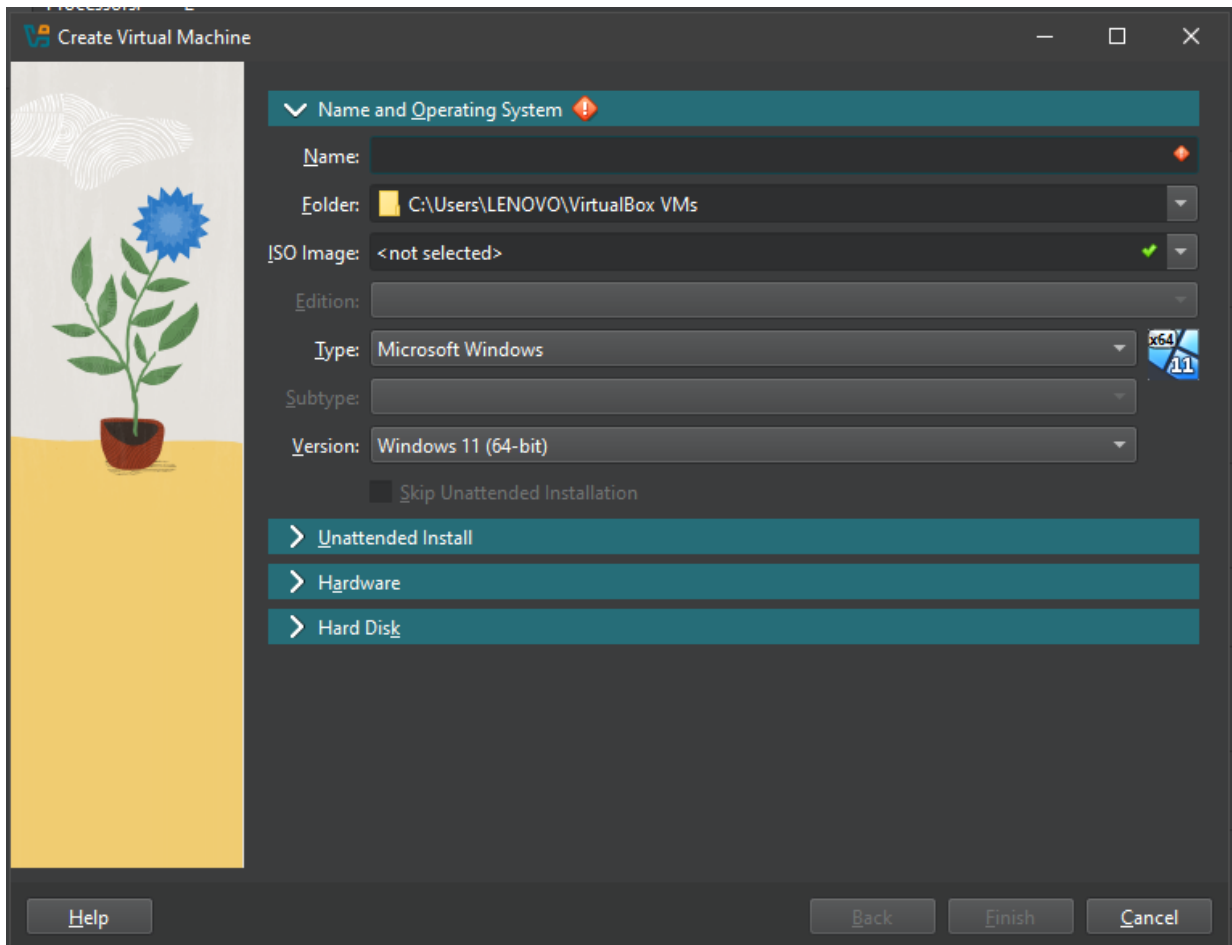 Create Virtual Machine
Name and Operating System
Name:
Folder: C:\Users\LENOVO\VirtualBox VMs
ISO Image: <not selected>
Edition:
Type: Microsoft Windows
x64
11
Subtype:
Version: Windows 11 (64-bit)
Skip Unattended Installation
Unattended Install
Hardware
Hard Disk
Help Back Finish Cancel